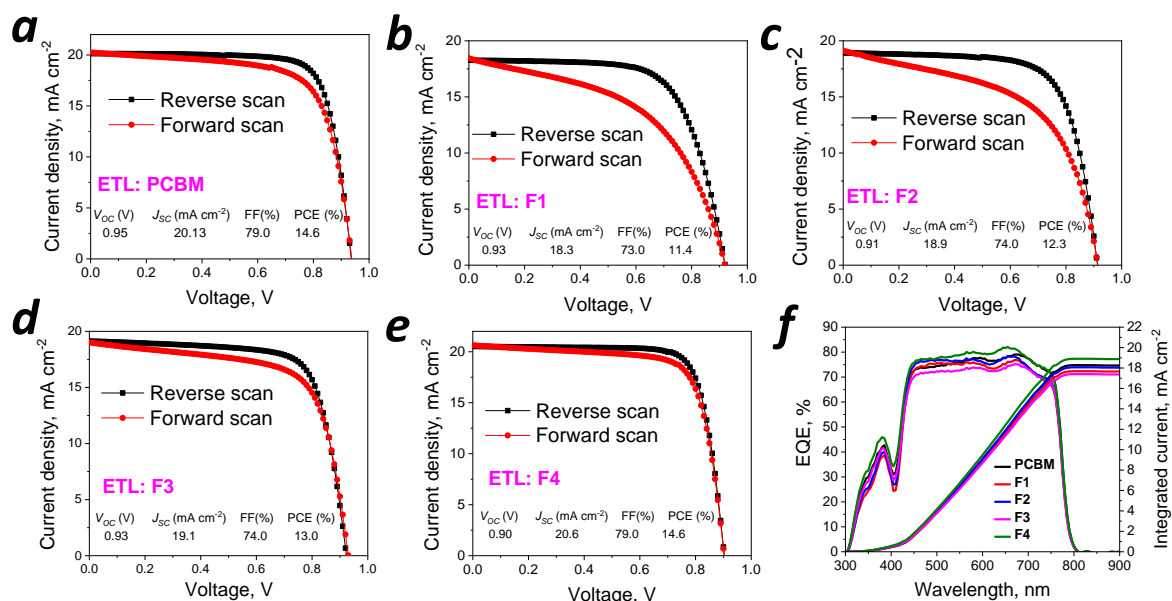 a
Current density, mA cm-2
20
15
10
5
0
Reverse scan
Forward scan
ETL: PCBM
VOC (V) JSC (mA cm-2) FF(%) PCE (%)
0.95 20.13 79.0 14.6
0.0 0.2 0.4 0.6 0.8 1.0
Voltage, V
b
Current density, mA cm-2
20
15
10
5
0
Reverse scan
Forward scan
ETL: F1
VOC (V) JSC (mA cm-2) FF(%) PCE (%)
0.93 18.3 73.0 11.4
0.0 0.2 0.4 0.6 0.8 1.0
Voltage, V
c
Current density, mA cm-2
20
15
10
5
0
Reverse scan
Forward scan
ETL: F2
VOC (V) JSC (mA cm-2) FF(%) PCE (%)
0.91 18.9 74.0 12.3
0.0 0.2 0.4 0.6 0.8 1.0
Voltage, V
d
Current density, mA cm-2
20
15
10
5
0
Reverse scan
Forward scan
ETL: F3
VOC (V) JSC (mA cm-2) FF(%) PCE (%)
0.93 19.1 74.0 13.0
0.0 0.2 0.4 0.6 0.8 1.0
Voltage, V
e
Current density, mA cm-2
20
15
10
5
0
Reverse scan
Forward scan
ETL: F4
VOC (V) JSC (mA cm-2) FF(%) PCE (%)
0.90 20.6 79.0 14.6
0.0 0.2 0.4 0.6 0.8 1.0
Voltage, V
f
EQE, %
90
80
70
60
50
40
30
20
10
0
PCBM
F1
F2
F3
F4
22
20
18
16
14
12
10
8
6
4
2
0
Integrated current, mA cm-2
300 400 500 600 700 800 900
Wavelength, nm